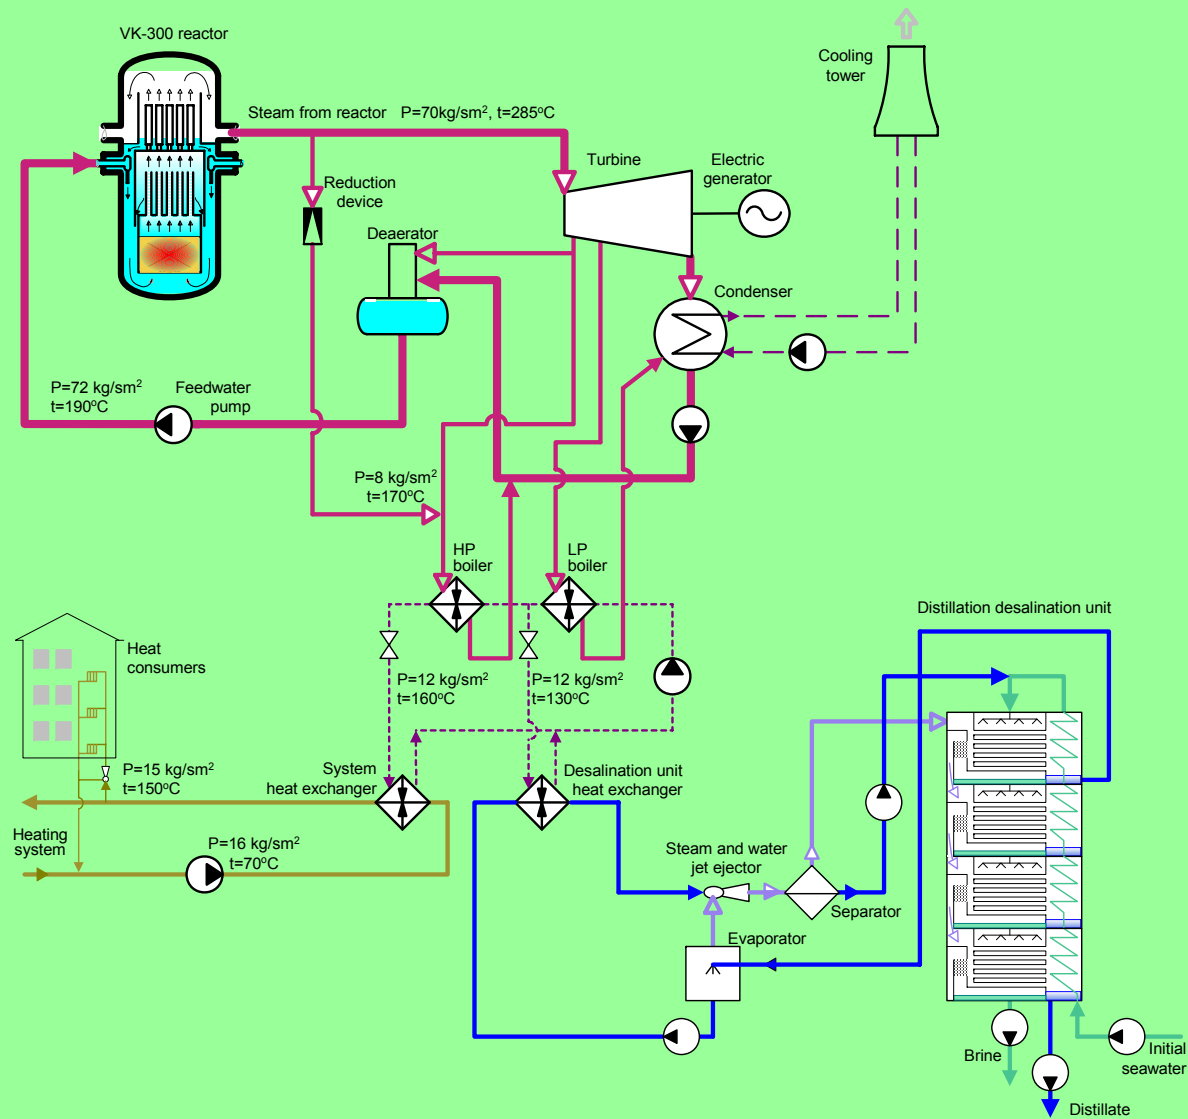 VK-300 reactor
Cooling
tower
Steam from reactor P=70kg/sm², t=285ºC
Turbine
Electric
generator
Reduction
device
Deaerator
Condenser
P=72 kg/sm²
t=190ºC
Feedwater
pump
P=8 kg/sm²
t=170ºC
HP
boiler
LP
boiler
Distillation desalination unit
Heat
consumers
P=12 kg/sm²
t=160ºC
P=12 kg/sm²
t=130ºC
P=15 kg/sm²
t=150ºC
System
heat exchanger
Desalination unit
heat exchanger
Heating
system
P=16 kg/sm²
t=70ºC
Steam and water
jet ejector
Separator
Evaporator
Brine
Initial
seawater
Distillate